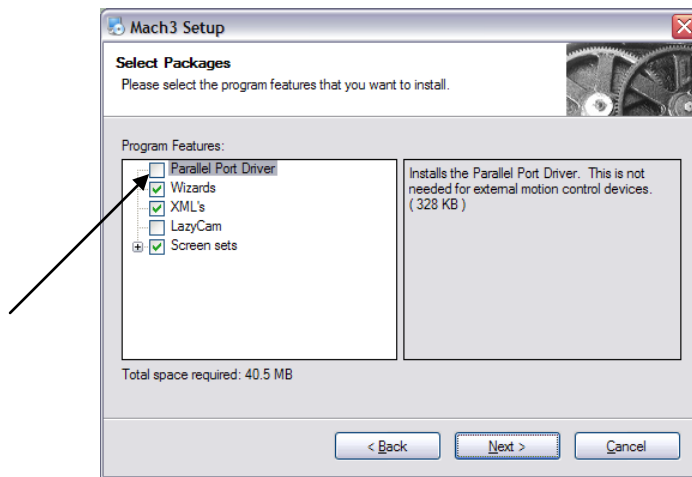 Mach3 Setup
Select Packages
Please select the program features that you want to install.
Program Features:
Parallel Port Driver
Wizards
XML's
LazyCam
Screen sets
Installs the Parallel Port Driver. This is not
needed for external motion control devices.
( 328 KB )
Total space required: 40.5 MB
< Back
Next >
Cancel